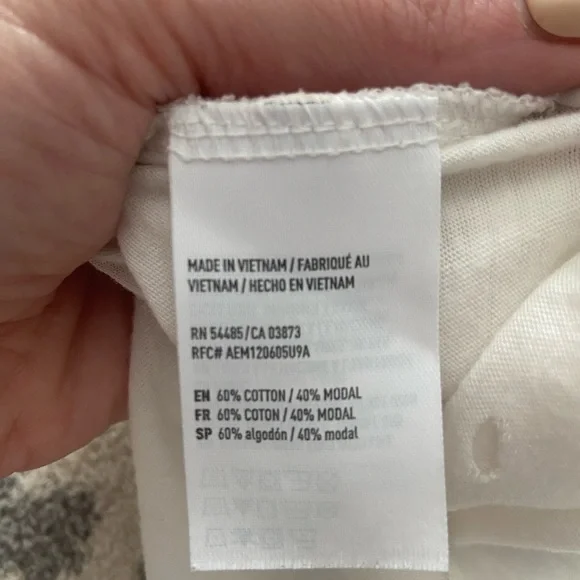 MADE IN VIETNAM / FABRIQUÉ AU
VIETNAM / HECHO EN VIETNAM
RN 54485/CA 03873
RFC# AEM120605U9A
EN 60% COTTON / 40% MODAL
FR 60% COTON / 40% MODAL
SP 60% algodón / 40% modal